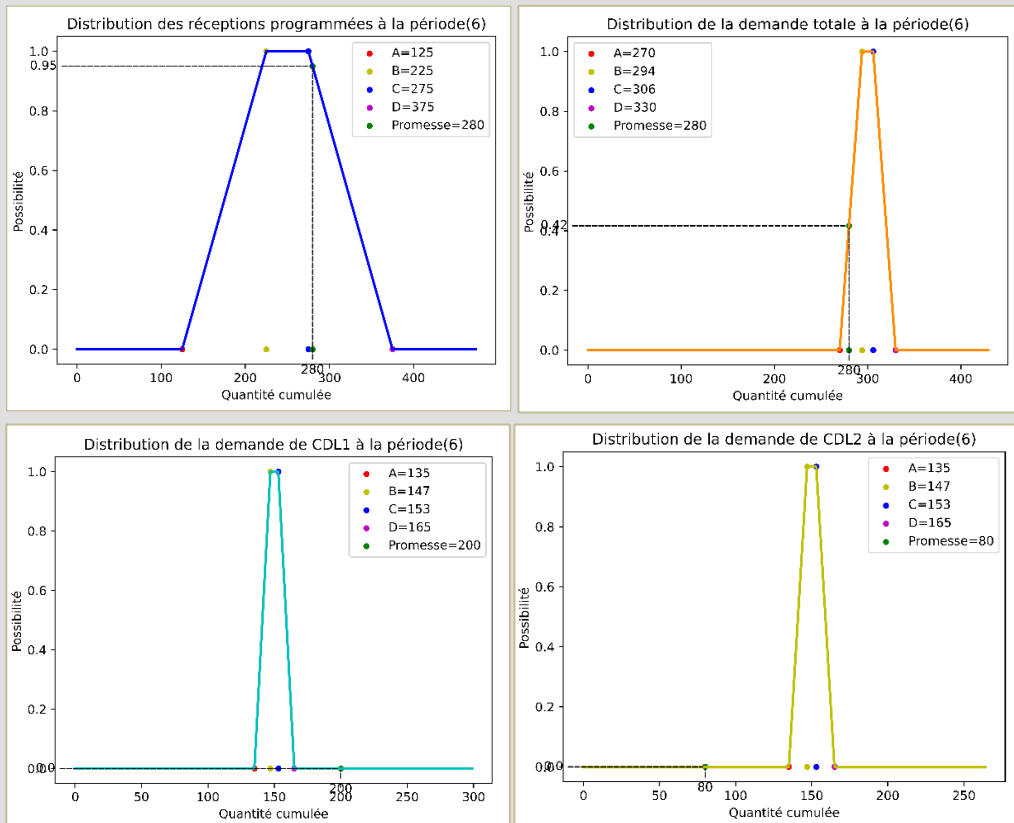 Distribution des réceptions programmées à la période(6)
1.0
0.95
0.8
0.6
0.4
0.2
0.0
Possibilité
A=125
B=225
C=275
D=375
Promesse=280
0
100
200
280
300
400
Quantité cumulée
Distribution de la demande totale à la période(6)
1.0
0.8
0.6
0.42
0.4
0.2
0.0
Possibilité
A=270
B=294
C=306
D=330
Promesse=280
0
100
200
280
300
400
Quantité cumulée
Distribution de la demande de CDL1 à la période(6)
1.0
0.8
0.6
0.4
0.2
0.0
0.0
Possibilité
A=135
B=147
C=153
D=165
Promesse=200
0
50
100
150
200
200
250
300
Quantité cumulée
Distribution de la demande de CDL2 à la période(6)
1.0
0.8
0.6
0.4
0.2
0.0
0.0
Possibilité
A=135
B=147
C=153
D=165
Promesse=80
0
50
80
100
150
200
250
Quantité cumulée